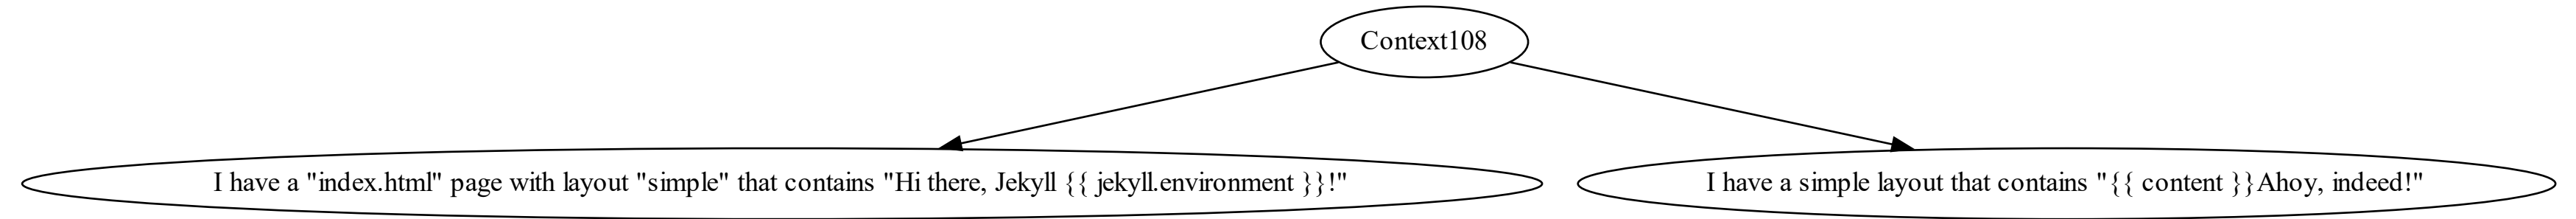 Context108
I have a "index.html" page with layout "simple" that contains "Hi there, Jekyll {{ jekyll.environment }}!"
I have a simple layout that contains "{{ content }}Ahoy, indeed!"